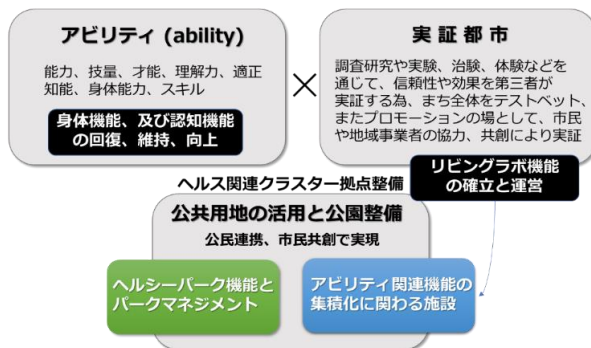 アビリティ (ability)
能力、技量、才能、理解力、適正
知能、身体能力、スキル
身体機能、及び認知機能
の回復、維持、向上
×
実 証 都 市
調査研究や実験、治験、体験などを
通じて、信頼性や効果を第三者が
実証する為、まち全体をテストベット、
またプロモーションの場として、市民
や地域事業者の協力、共創により実証
リビングラボ機能
の確立と運営
ヘルス関連クラスター拠点整備
公共用地の活用と公園整備
公民連携、市民共創で実現
ヘルシーパーク機能と
パークマネジメント
アビリティ関連機能の
集積化に関わる施設